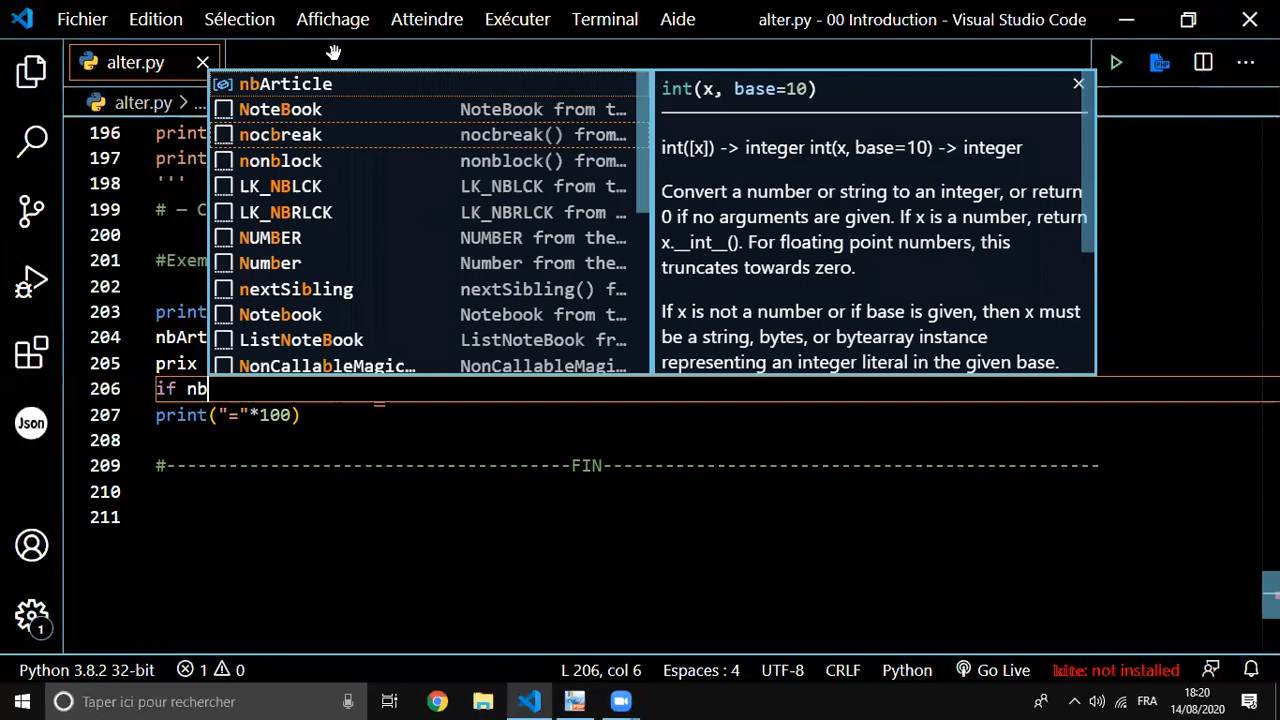 Fichier Edition Sélection Affichage Atteindre Exécuter Terminal Aide alter.py - 00 Introduction - Visual Studio Code
alter.py
alter.py > ...
nbArticle
NoteBook NoteBook from t...
nocbreak nocbreak() from...
nonblock nonblock() from...
LK_NBLCK LK_NBLCK from t...
LK_NBRLCK LK_NBRLCK from ...
NUMBER NUMBER from the...
Number Number from the...
nextSibling nextSibling() f...
Notebook Notebook from t...
ListNoteBook ListNoteBook fr...
NonCallableMagic... NonCallableMagi...
int(x, base=10)
int([x]) -> integer int(x, base=10) -> integer
Convert a number or string to an integer, or return
0 if no arguments are given. If x is a number, return
x.__int__(). For floating point numbers, this
truncates towards zero.
If x is not a number or if base is given, then x must
be a string, bytes, or bytearray instance
representing an integer literal in the given base.
196 print
197 print
198 '''
199 # – C
200
201 #Exem
202
203 print
204 nbArt
205 prix
206 if nb
207 print("="*100)
208
209 #-------------------------------------FIN---------------------------------------------
210
211
Json
1
Python 3.8.2 32-bit 1 0 L 206, col 6 Espaces : 4 UTF-8 CRLF Python Go Live kite: not installed
Taper ici pour rechercher
FRA
18:20
14/08/2020